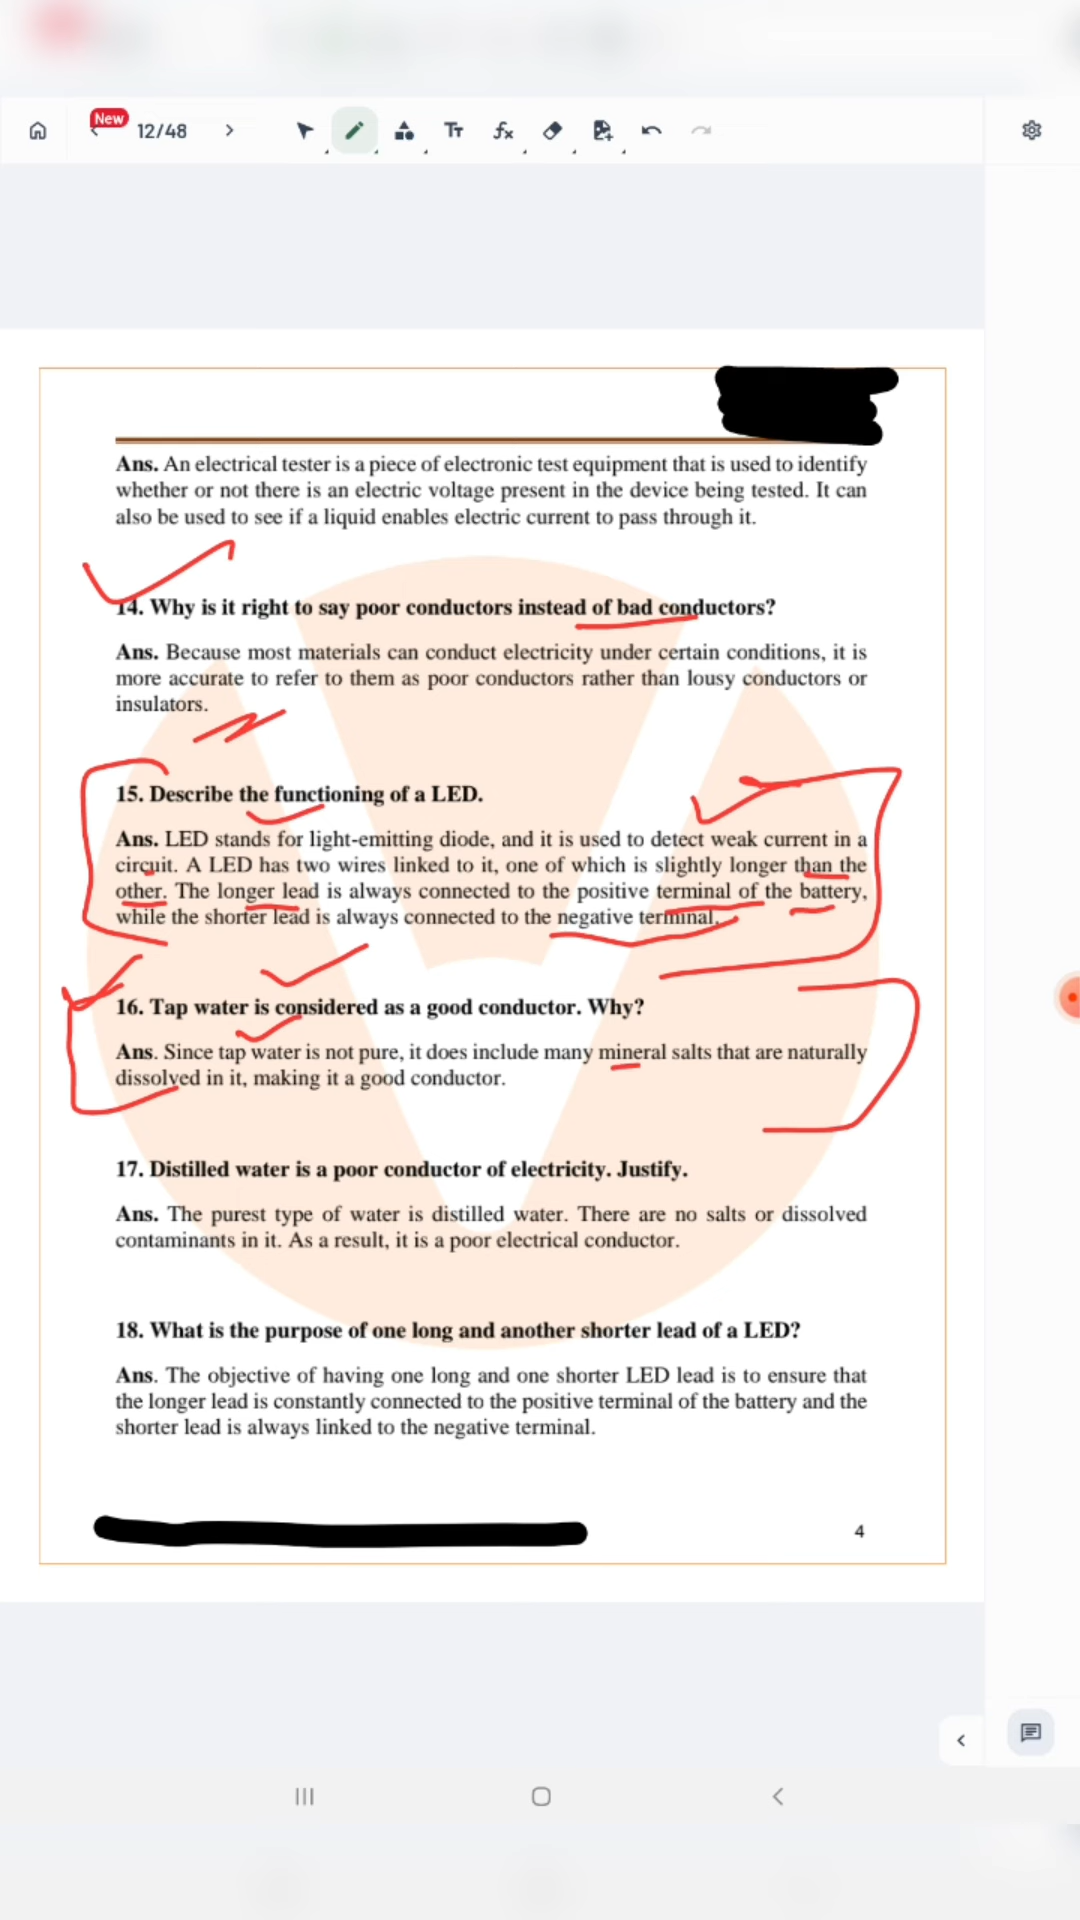 New
12/48
Tт
fx
Ans. An electrical tester is a piece of electronic test equipment that is used to identify
whether or not there is an electric voltage present in the device being tested. It can
also be used to see if a liquid enables electric current to pass through it.
14. Why is it right to say poor conductors instead of bad conductors?
Ans. Because most materials can conduct electricity under certain conditions, it is
more accurate to refer to them as poor conductors rather than lousy conductors or
insulators.
15. Describe the functioning of a LED.
Ans. LED stands for light-emitting diode, and it is used to detect weak current in a
circuit. A LED has two wires linked to it, one of which is slightly longer than the
other. The longer lead is always connected to the positive terminal of the battery,
while the shorter lead is always connected to the negative terminal.
16. Tap water is considered as a good conductor. Why?
Ans. Since tap water is not pure, it does include many mineral salts that are naturally
dissolved in it, making it a good conductor.
17. Distilled water is a poor conductor of electricity. Justify.
Ans. The purest type of water is distilled water. There are no salts or dissolved
contaminants in it. As a result, it is a poor electrical conductor.
18. What is the purpose of one long and another shorter lead of a LED?
Ans. The objective of having one long and one shorter LED lead is to ensure that
the longer lead is constantly connected to the positive terminal of the battery and the
shorter lead is always linked to the negative terminal.
4